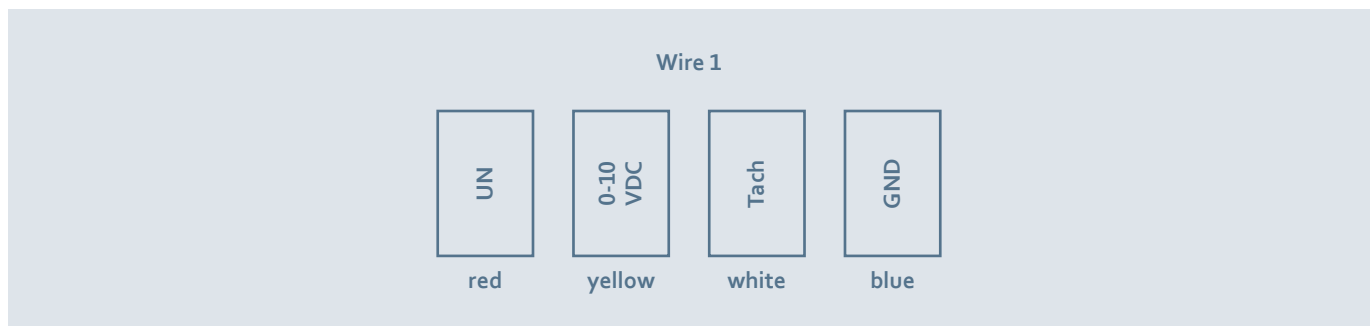 Wire 1
UN
0-10
VDC
Tach
GND
red
yellow
white
blue